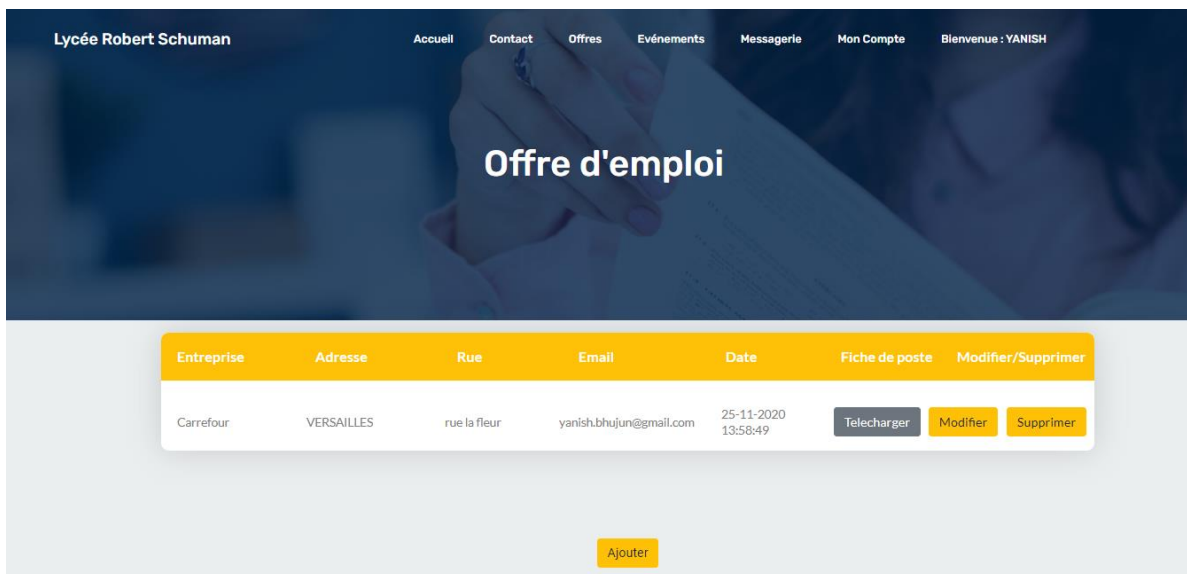 Lycée Robert Schuman Accueil Contact Offres Evénements Messagerie Mon Compte Bienvenue : YANISH
Offre d'emploi
Entreprise Adresse Rue Email Date Fiche de poste Modifier/Supprimer
Carrefour VERSAILLES rue la fleur yanish.bhujun@gmail.com 25-11-2020 13:58:49 Telecharger Modifier Supprimer
Ajouter